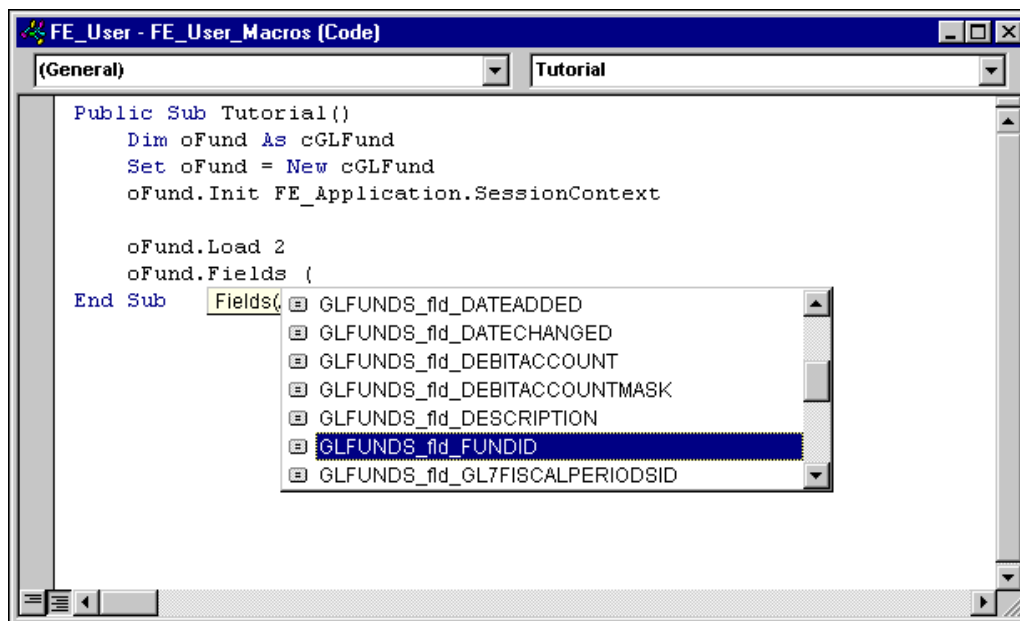 FE_User - FE_User_Macros (Code)
(General) Tutorial
Public Sub Tutorial()
Dim oFund As cGLFund
Set oFund = New cGLFund
oFund.Init FE_Application.SessionContext
oFund.Load 2
oFund.Fields (
End Sub Fields(
GLFUNDS_fld_DATEADDED
GLFUNDS_fld_DATECHANGED
GLFUNDS_fld_DEBITACCOUNT
GLFUNDS_fld_DEBITACCOUNTMASK
GLFUNDS_fld_DESCRIPTION
GLFUNDS_fld_FUNDID
GLFUNDS_fld_GL7FISCALPERIODSID